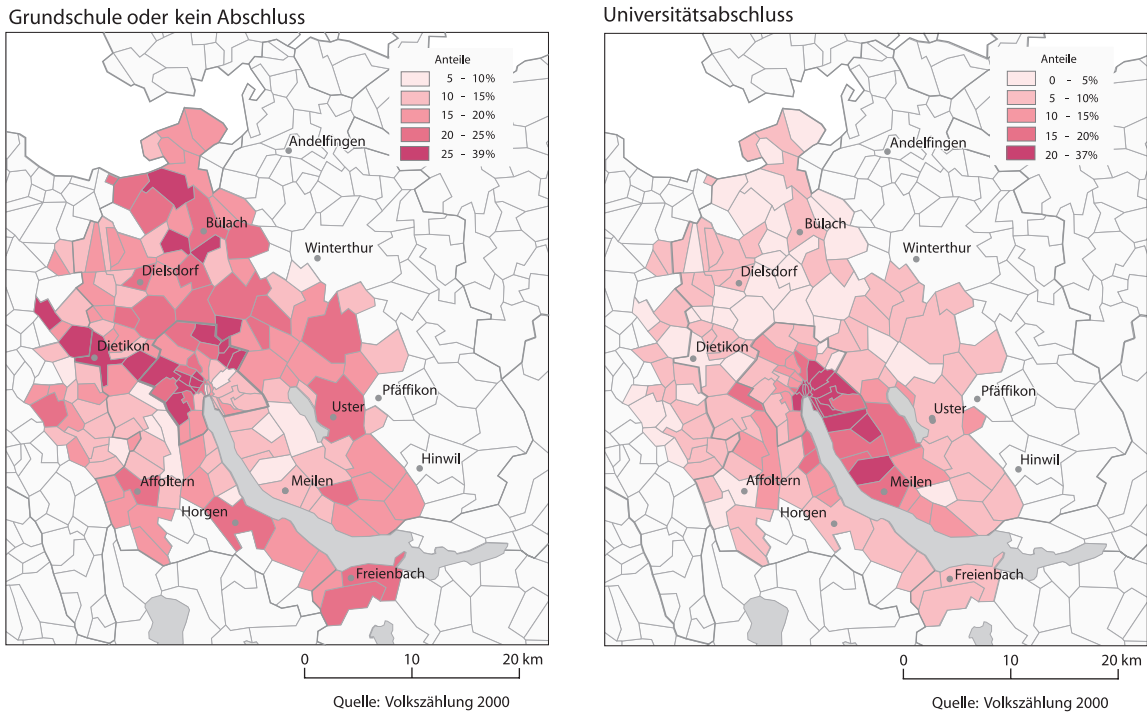 Grundschule oder kein Abschluss
Anteile
5 - 10%
10 - 15%
15 - 20%
20 - 25%
25 - 39%
Andelfingen
Bülach
Winterthur
Dielsdorf
Dietikon
Pfäffikon
Uster
Hinwil
Affoltern
Meilen
Horgen
Freienbach
0 10 20 km
Quelle: Volkszählung 2000
Universitätsabschluss
Anteile
0 - 5%
5 - 10%
10 - 15%
15 - 20%
20 - 37%
Andelfingen
Bülach
Winterthur
Dielsdorf
Dietikon
Pfäffikon
Uster
Hinwil
Affoltern
Meilen
Horgen
Freienbach
0 10 20 km
Quelle: Volkszählung 2000